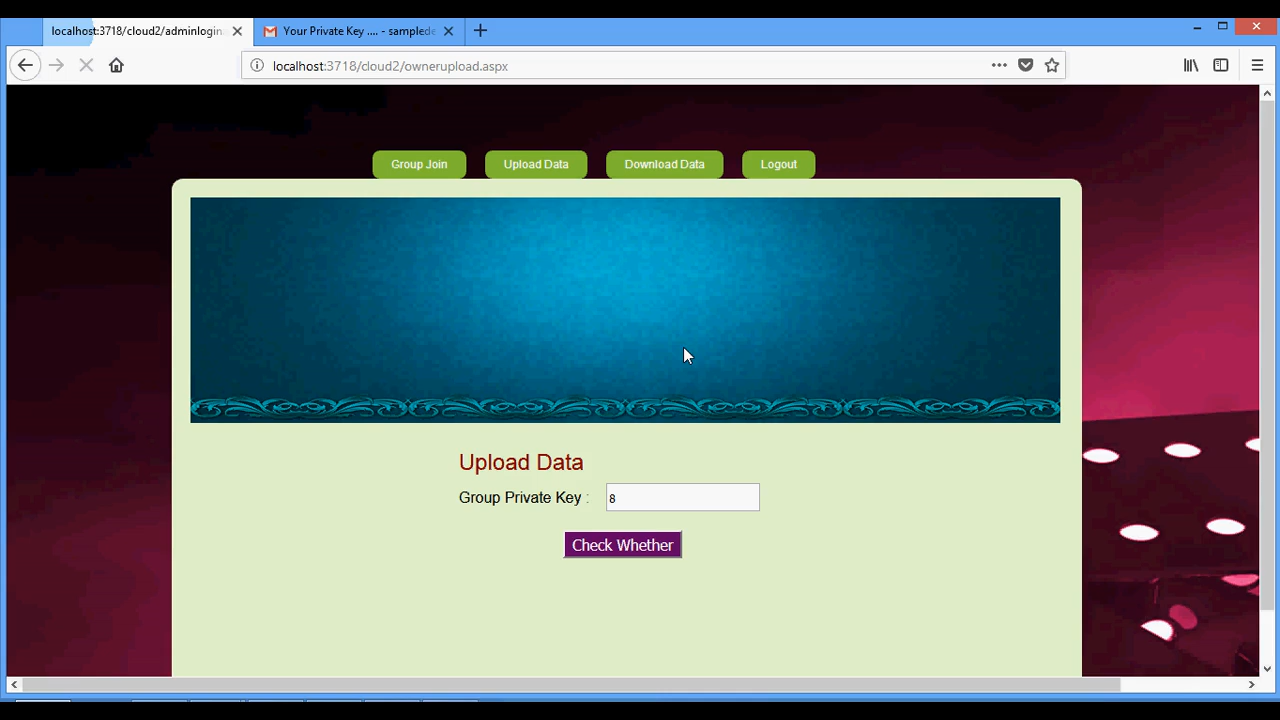 localhost:3718/cloud2/adminlogin.
Your Private Key .... - samplede
localhost:3718/cloud2/ownerupload.aspx
Group Join
Upload Data
Download Data
Logout
Upload Data
Group Private Key :
8
Check Whether